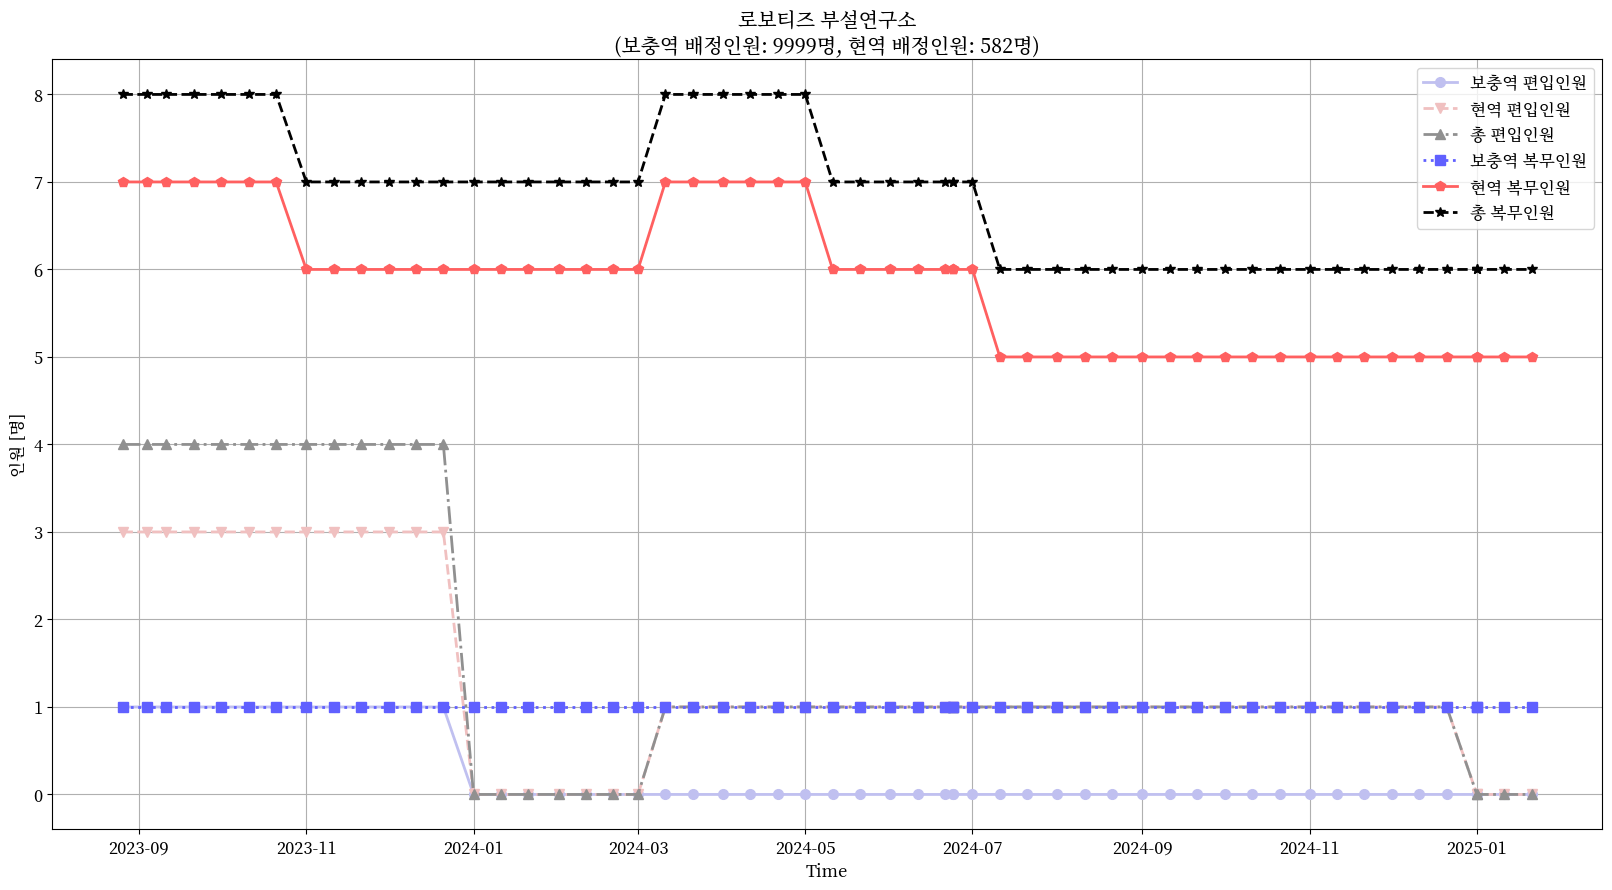 로보티즈 부설연구소
(보충역 배정인원: 9999명, 현역 배정인원: 582명)
보충역 편입인원
현역 편입인원
총 편입인원
보충역 복무인원
현역 복무인원
총 복무인원
인원 [명]
8
7
6
5
4
3
2
1
0
2023-09
2023-11
2024-01
2024-03
2024-05
2024-07
2024-09
2024-11
2025-01
Time